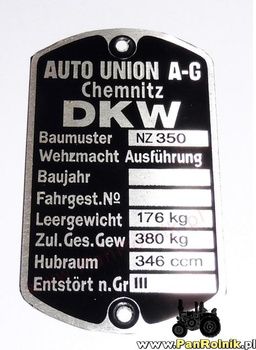 AUTO UNION A-G
Chemnitz
DKW
Baumuster NZ 350
Wehzmacht Ausführung
Baujahr
Fahrgest.No
Leergewicht 176 kg
Zul.Ges.Gew 380 kg
Hubraum 346 ccm
Entstört n.Gr III
www.PanRolnik.pl